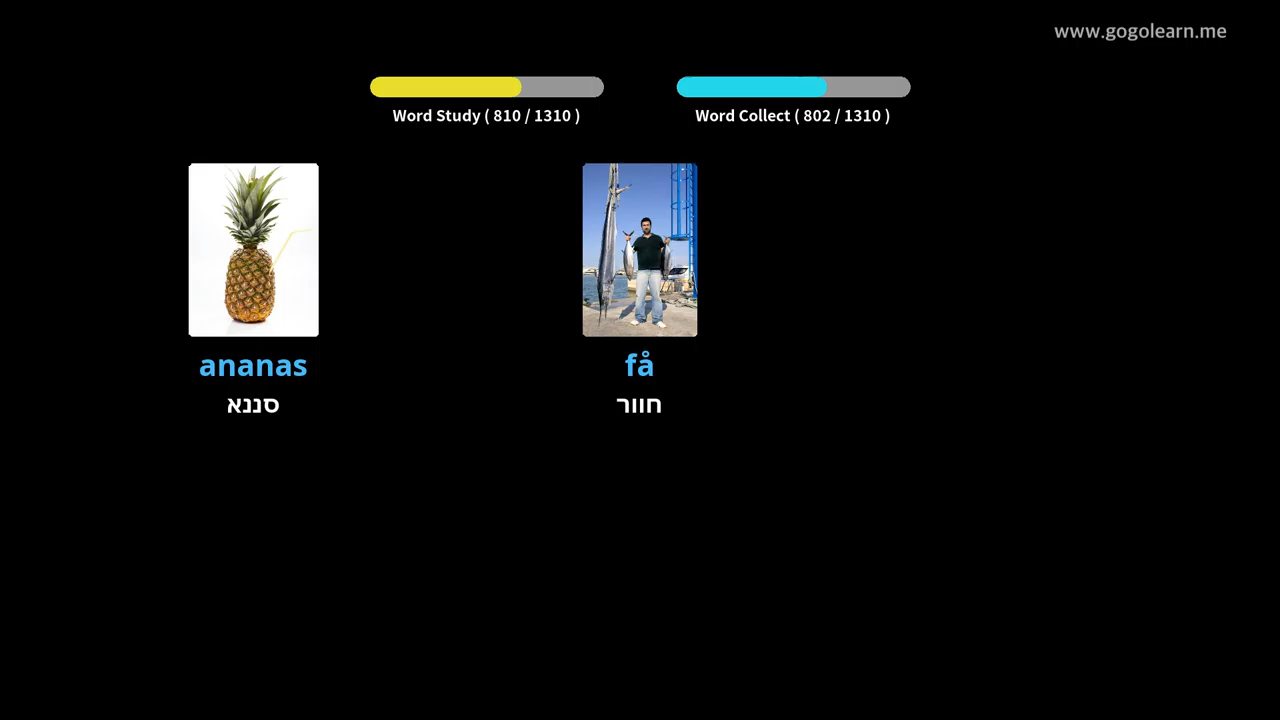 www.gogolearn.me
Word Study ( 810 / 1310 )
Word Collect ( 802 / 1310 )
ananas
סננא
få
חוור